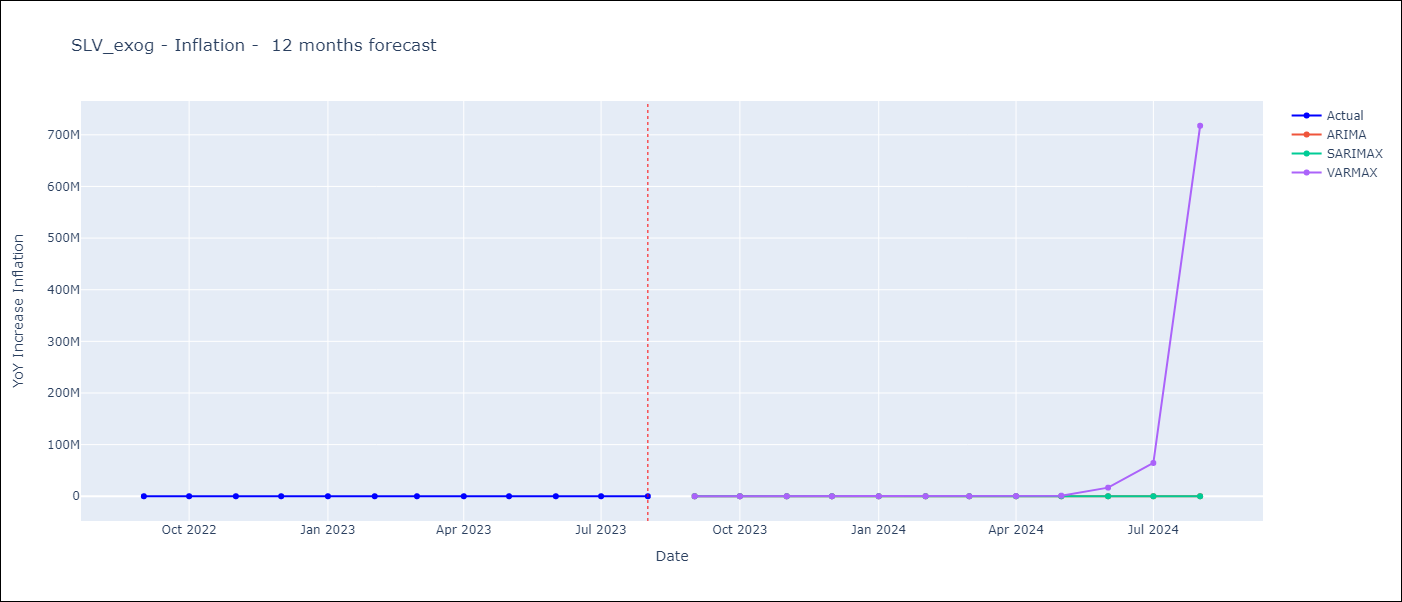 SLV_exog - Inflation -  12 months forecast
Actual
ARIMA
SARIMAX
VARMAX
YoY Increase Inflation
700M
600M
500M
400M
300M
200M
100M
0
Oct 2022
Jan 2023
Apr 2023
Jul 2023
Oct 2023
Jan 2024
Apr 2024
Jul 2024
Date